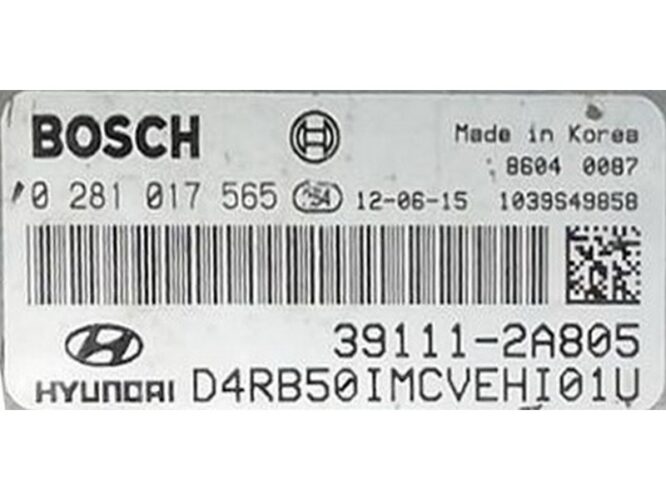 BOSCH
Made in Korea
8604 0087
0 281 017 565 12-06-15 1039S49858
39111-2A805
HYUNDAI D4RB50IMCVEHI01U